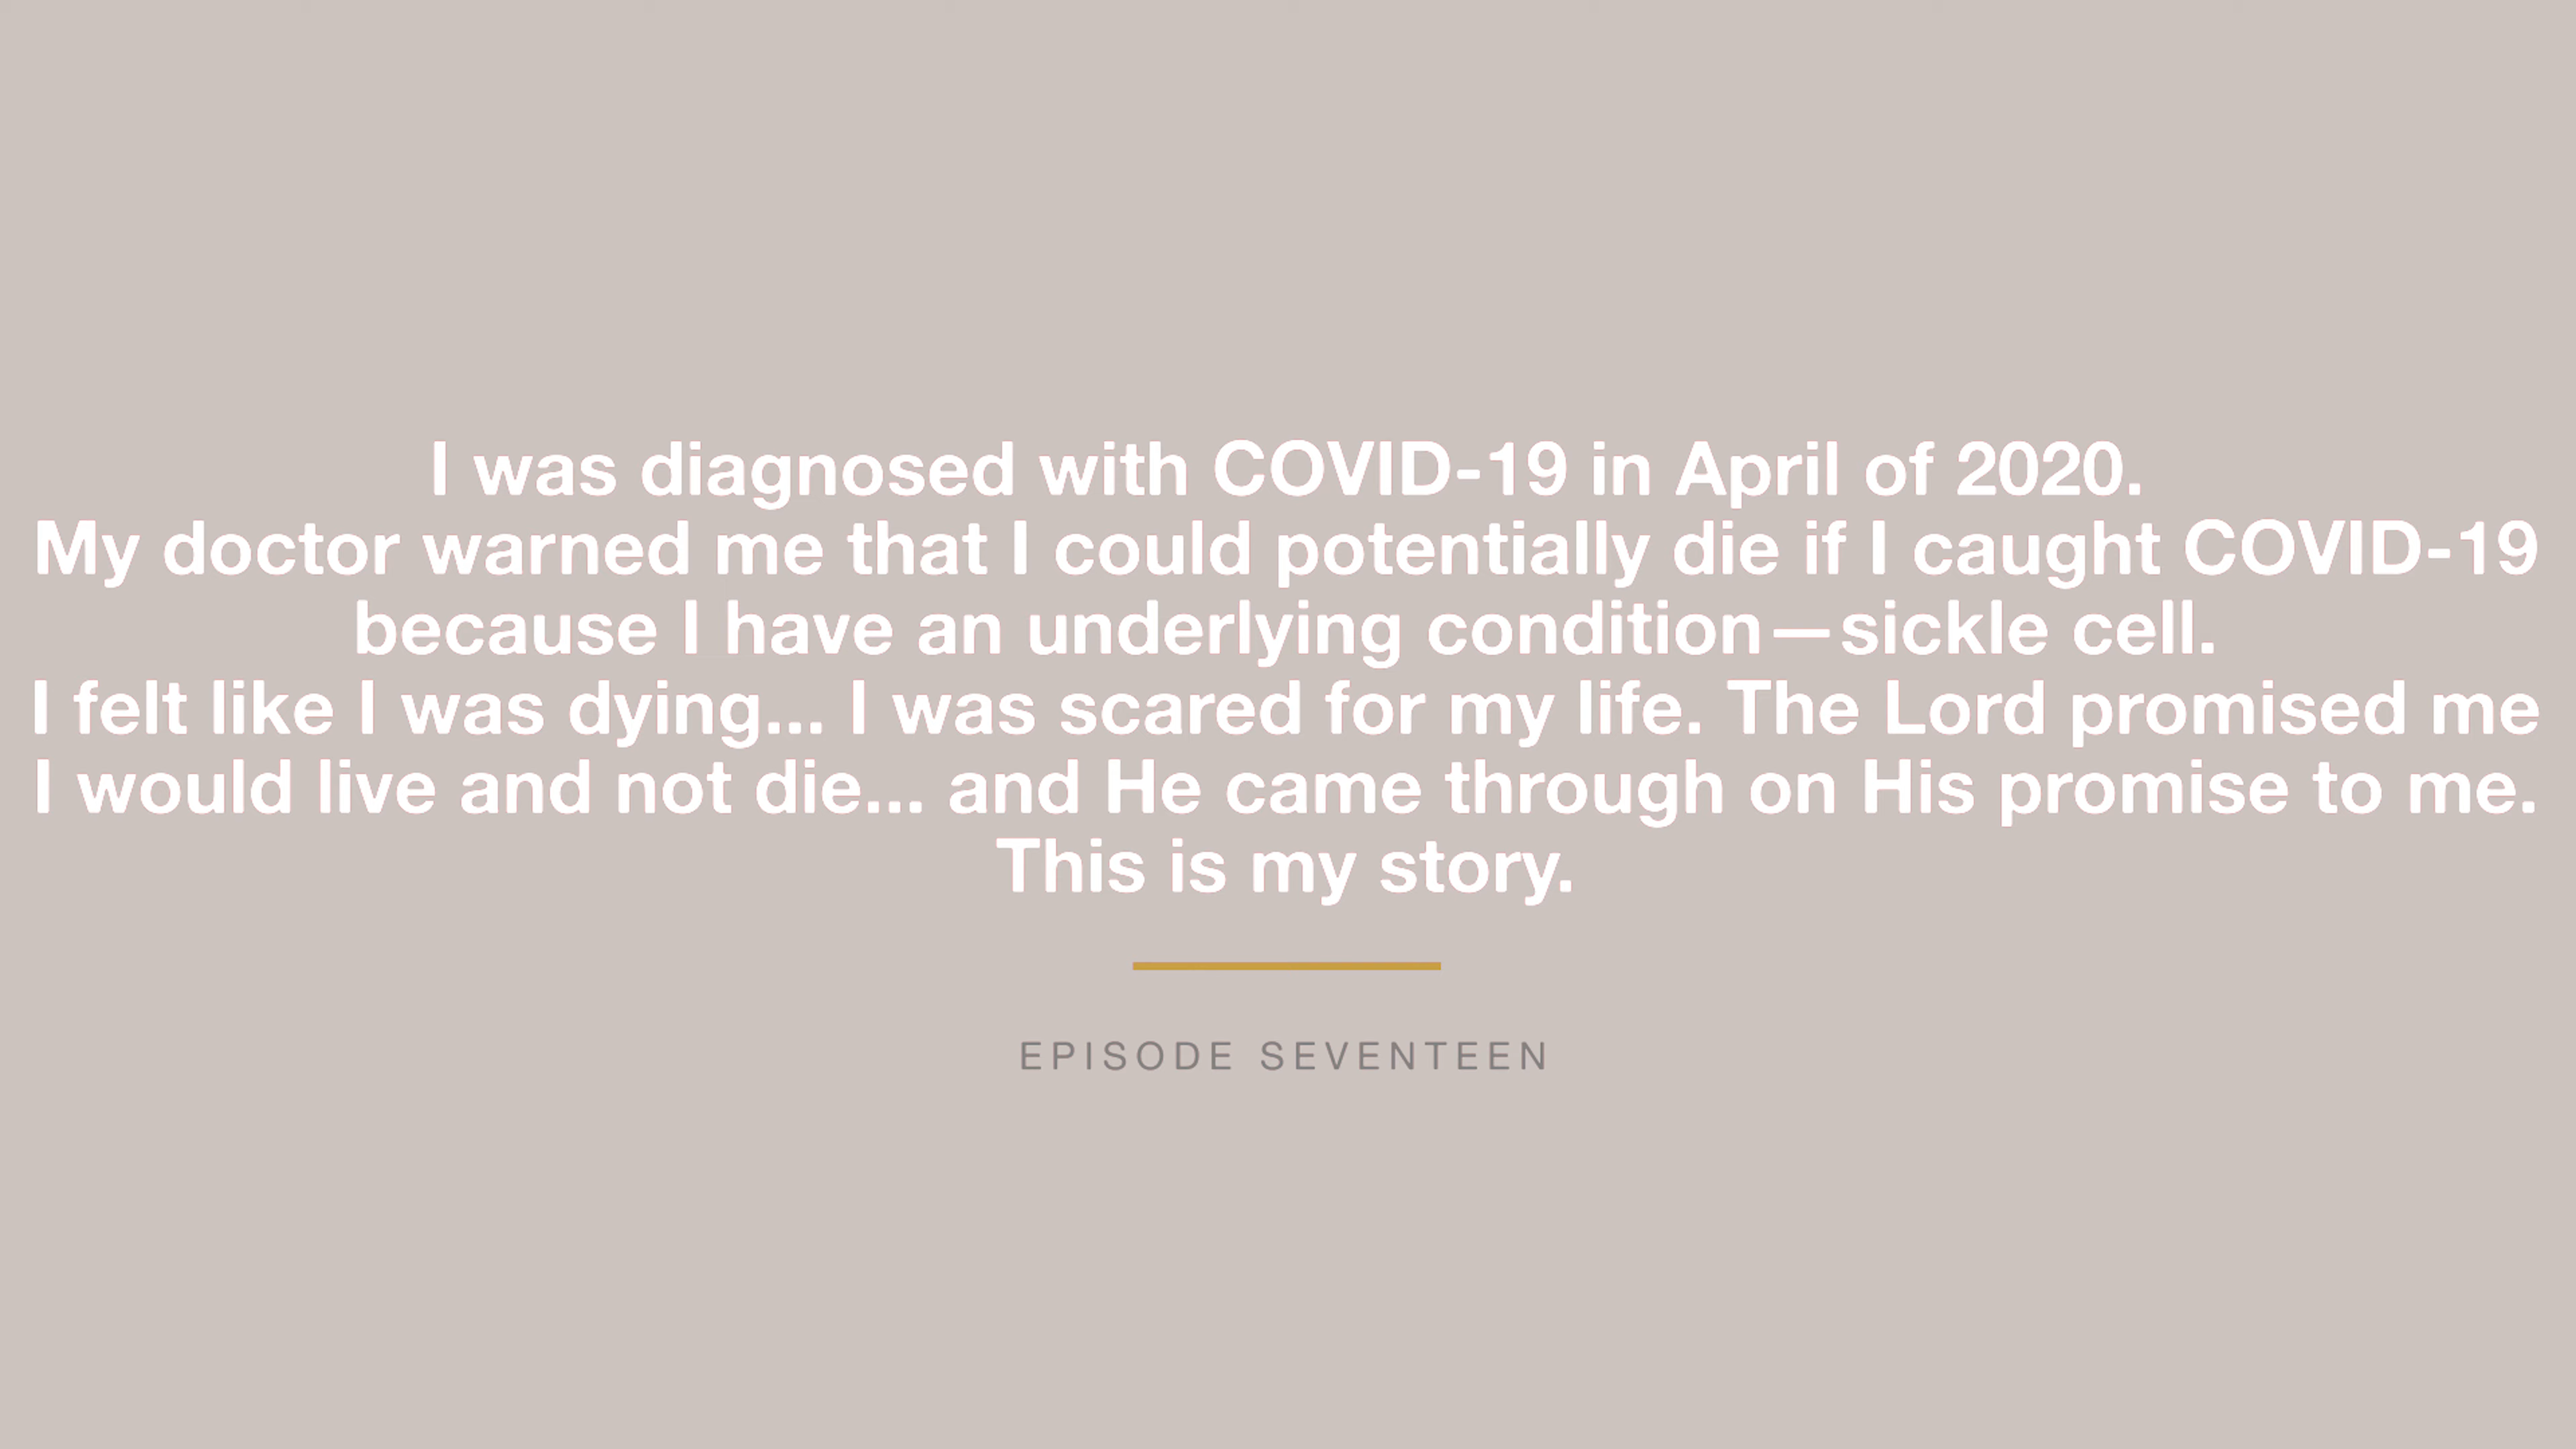 I was diagnosed with COVID-19 in April of 2020.
My doctor warned me that I could potentially die if I caught COVID-19
because I have an underlying condition—sickle cell.
I felt like I was dying... I was scared for my life. The Lord promised me
I would live and not die... and He came through on His promise to me.
This is my story.
EPISODE SEVENTEEN